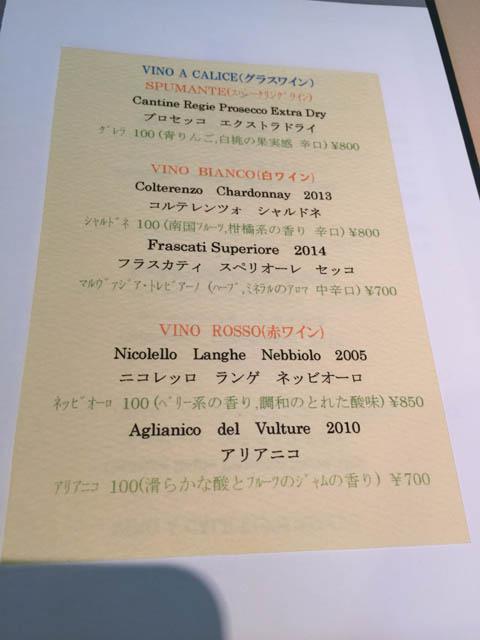 VINO A CALICE(グラスワイン)
SPUMANTE(ｽﾊﾟｰｸﾘﾝｸﾞﾜｲﾝ)
Cantine Regie Prosecco Extra Dry
プロセッコ　エクストラドライ
ｸﾞﾚﾗ 100 (青りんご,白桃の果実感 辛口) ¥800
VINO BIANCO(白ワイン)
Colterenzo Chardonnay 2013
コルテレンツォ　シャルドネ
ｼｬﾙﾄﾞﾈ 100 (南国ﾌﾙｰﾂ,柑橘系の香り 辛口) ¥800
Frascati Superiore 2014
フラスカティ　スペリオーレ　セッコ
ﾏﾙｳﾞｧｼﾞｱ・ﾄﾚﾋﾞｱｰﾉ (ﾊｰﾌﾞ,ﾐﾈﾗﾙのｱﾛﾏ 中辛口) ¥700
VINO ROSSO(赤ワイン)
Nicolello Langhe Nebbiolo 2005
ニコレッロ　ランゲ　ネッビオーロ
ﾈｯﾋﾞｵｰﾛ 100 (ﾍﾞﾘｰ系の香り,調和のとれた酸味) ¥850
Aglianico del Vulture 2010
アリアニコ
ｱﾘｱﾆｺ 100(滑らかな酸とﾌﾙｰﾂのｼﾞｬﾑの香り) ¥700